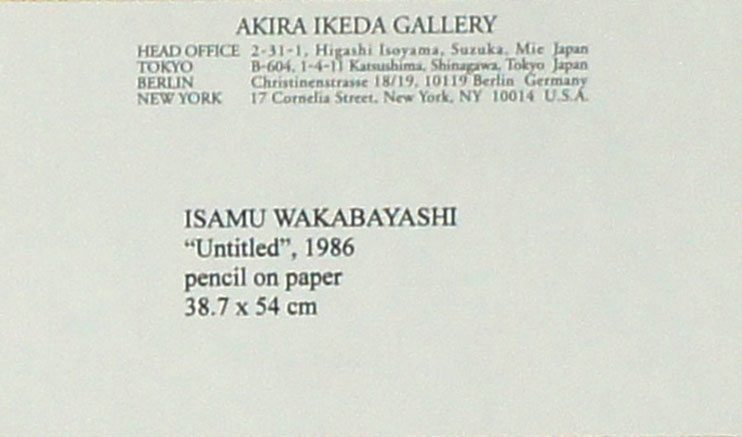 AKIRA IKEDA GALLERY
HEAD OFFICE 2-31-1, Higashi Isoyama, Suzuka, Mie Japan
TOKYO B-604, 1-4-11 Katsushima, Shinagawa, Tokyo Japan
BERLIN Christinenstrasse 18/19, 10119 Berlin Germany
NEW YORK 17 Cornelia Street, New York, NY 10014 U.S.A.
ISAMU WAKABAYASHI
“Untitled”, 1986
pencil on paper
38.7 x 54 cm